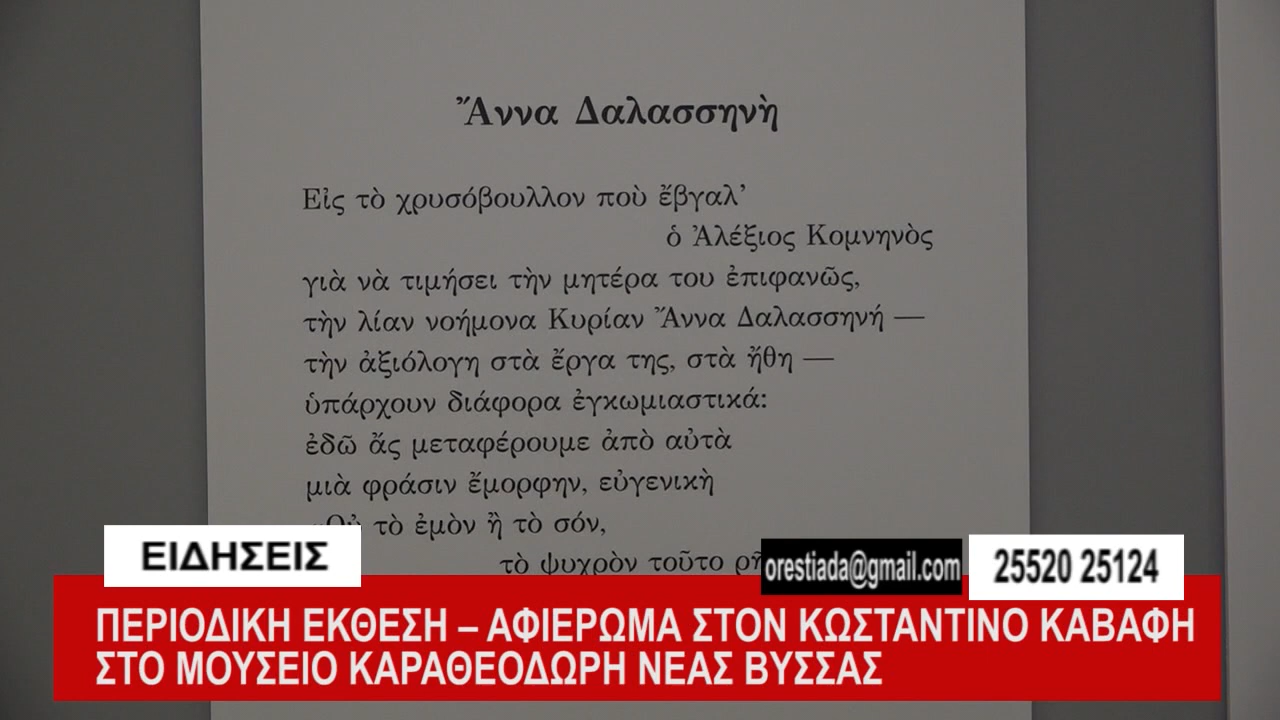 Ἄννα Δαλασσηνὴ
Εἰς τὸ χρυσόβουλλον ποὺ ἔβγαλ’
ὁ Ἀλέξιος Κομνηνὸς
γιὰ νὰ τιμήσει τὴν μητέρα του ἐπιφανῶς,
τὴν λίαν νοήμονα Κυρίαν Ἄννα Δαλασσηνή —
τὴν ἀξιόλογη στὰ ἔργα της, στὰ ἤθη —
ὑπάρχουν διάφορα ἐγκωμιαστικά:
ἐδῶ ἂς μεταφέρουμε ἀπὸ αὐτὰ
μιὰ φράσιν ἔμορφην, εὐγενικὴ
«Οὐ τὸ ἐμὸν ἢ τὸ σόν,
τὸ ψυχρὸν τοῦτο
ΕΙΔΗΣΕΙΣ
orestiada@gmail.com
25520 25124
ΠΕΡΙΟΔΙΚΗ ΕΚΘΕΣΗ – ΑΦΙΕΡΩΜΑ ΣΤΟΝ ΚΩΣΤΑΝΤΙΝΟ ΚΑΒΑΦΗ
ΣΤΟ ΜΟΥΣΕΙΟ ΚΑΡΑΘΕΟΔΩΡΗ ΝΕΑΣ ΒΥΣΣΑΣ